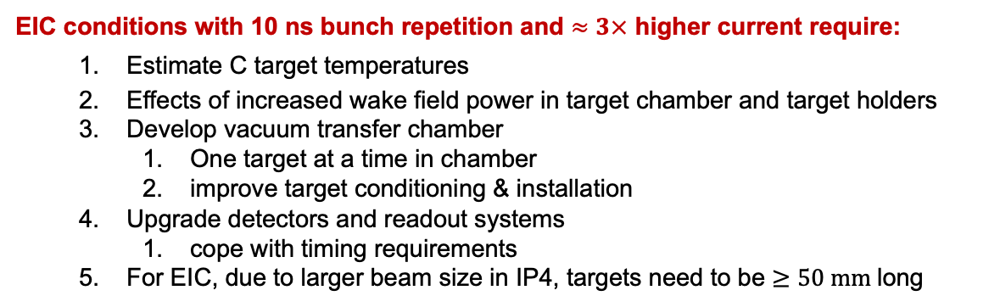 EIC conditions with 10 ns bunch repetition and ≈ 3× higher current require:
1. Estimate C target temperatures
2. Effects of increased wake field power in target chamber and target holders
3. Develop vacuum transfer chamber
1. One target at a time in chamber
2. improve target conditioning & installation
4. Upgrade detectors and readout systems
1. cope with timing requirements
5. For EIC, due to larger beam size in IP4, targets need to be ≥ 50 mm long